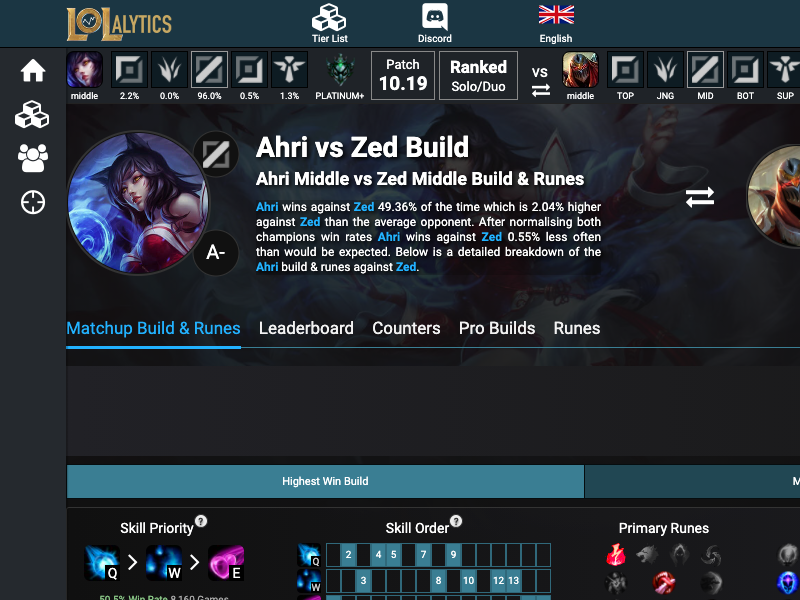 LOLALYTICS
Tier List
Discord
English
middle
2.2%
0.0%
96.0%
0.5%
1.3%
PLATINUM+
Patch
10.19
Ranked
Solo/Duo
VS
middle
TOP
JNG
MID
BOT
SUP
Ahri vs Zed Build
Ahri Middle vs Zed Middle Build & Runes
Ahri wins against Zed 49.36% of the time which is 2.04% higher
against Zed than the average opponent. After normalising both
champions win rates Ahri wins against Zed 0.55% less often
than would be expected. Below is a detailed breakdown of the
Ahri build & runes against Zed.
A-
Matchup Build & Runes
Leaderboard
Counters
Pro Builds
Runes
Highest Win Build
M
Skill Priority ?
Skill Order ?
Primary Runes
Q > W > E
Q 2 4 5 7 9
W 3 8 10 12 13
50.5% Win Rate 8,160 Games